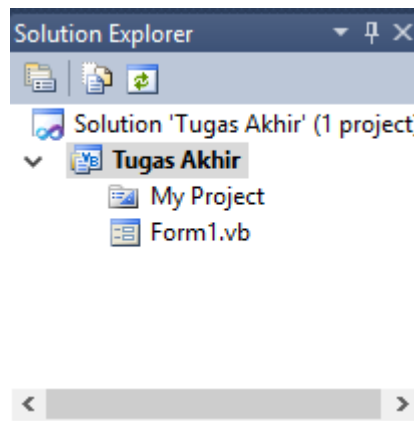 Solution Explorer
Solution 'Tugas Akhir' (1 project)
Tugas Akhir
My Project
Form1.vb